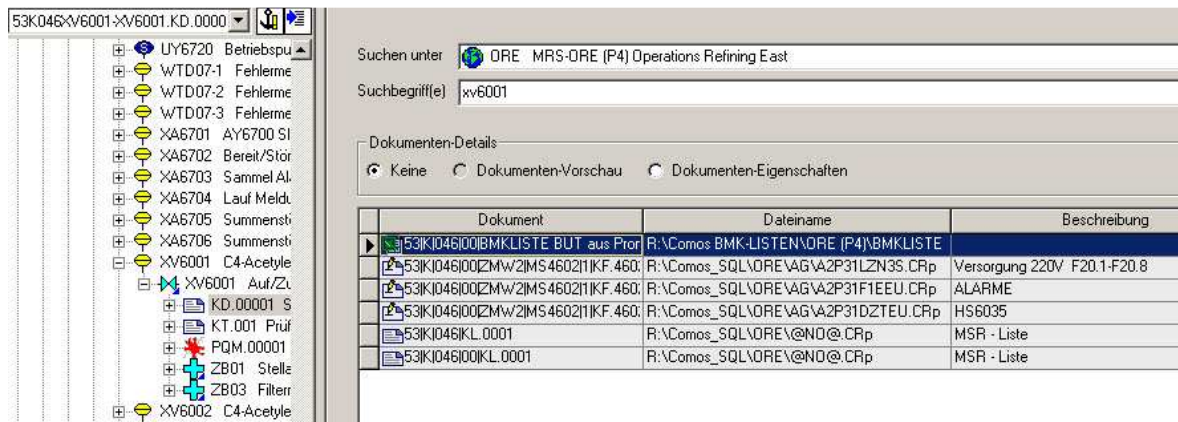 53K046XV6001-XV6001.KD.0000
UY6720 Betriebspu
WTD07-1 Fehlerme
WTD07-2 Fehlerme
WTD07-3 Fehlerme
XA6701 AY6700 SI
XA6702 Bereit/Stör
XA6703 Sammel Al
XA6704 Lauf Meldu
XA6705 Summenstö
XA6706 Summenstö
XV6001 C4-Acetyle
XV6001 Auf/Zu
KD.00001 S
KT.001 Prüf
PQM.00001
ZB01 Stella
ZB03 Filterr
XV6002 C4-Acetyle
Suchen unter ORE MRS-ORE (P4) Operations Refining East
Suchbegriff(e) xv6001
Dokumenten-Details
Keine Dokumenten-Vorschau Dokumenten-Eigenschaften
Dokument Dateiname Beschreibung
53|K|046|00|BMKLISTE BUT aus Pror R:\Comos BMK-LISTEN\ORE (P4)\BMKLISTE
53|K|046|00|ZMW2|MS4602|1|KF.460: R:\Comos_SQL\ORE\AG\A2P31LZN3S.CRp Versorgung 220V F20.1-F20.8
53|K|046|00|ZMW2|MS4602|1|KF.460: R:\Comos_SQL\ORE\AG\A2P31F1EEU.CRp ALARME
53|K|046|00|ZMW2|MS4602|1|KF.460: R:\Comos_SQL\ORE\AG\A2P31DZTEU.CRp HS6035
53|K|046|KL.0001 R:\Comos_SQL\ORE\@NO@.CRp MSR - Liste
53|K|046|00|KL.0001 R:\Comos_SQL\ORE\@NO@.CRp MSR - Liste